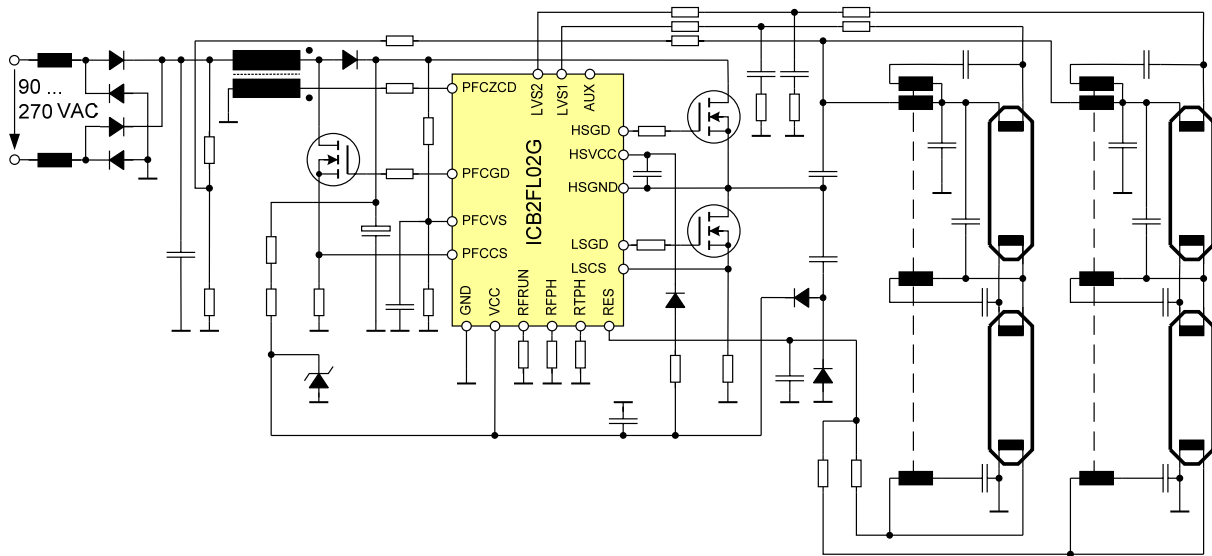 90 ...
270 VAC
PFCZCD
PFCGD
PFCVS
PFCCS
LVS2
LVS1
AUX
HSGD
HSVCC
HSGND
LSGD
LSCS
ICB2FL02G
GND
VCC
RFRUN
RFPH
RTPH
RES